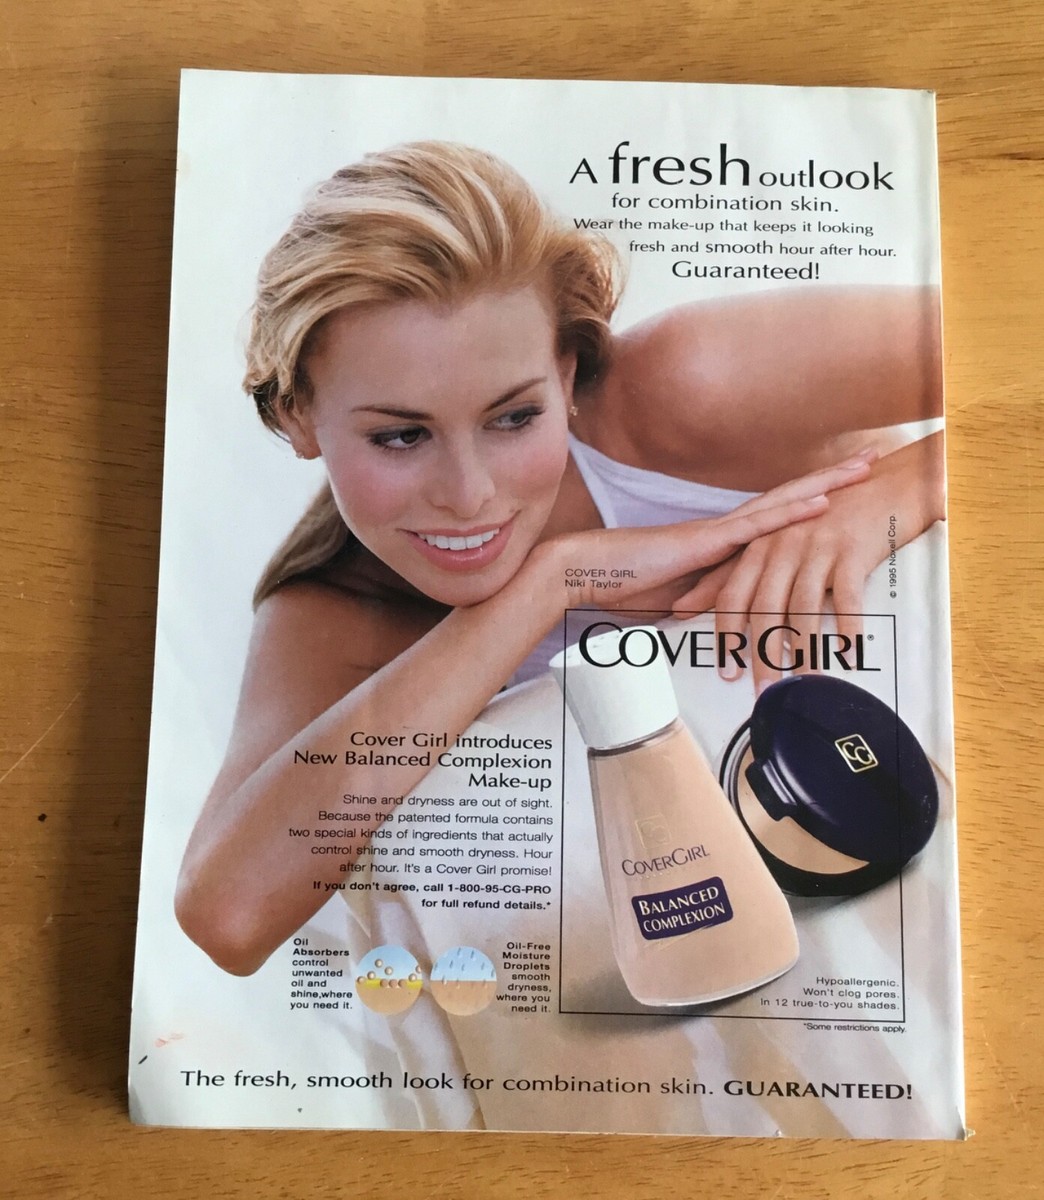 A fresh outlook
for combination skin.
Wear the make-up that keeps it looking
fresh and smooth hour after hour.
Guaranteed!
© 1995 Noxell Corp.
COVER GIRL
Niki Taylor
COVER GIRL®
Cover Girl introduces
New Balanced Complexion
Make-up
Shine and dryness are out of sight.
Because the patented formula contains
two special kinds of ingredients that actually
control shine and smooth dryness. Hour
after hour. It's a Cover Girl promise!
If you don't agree, call 1-800-95-CG-PRO
for full refund details.*
CG
CG
COVERGIRL
BALANCED
COMPLEXION
Oil
Absorbers
control
unwanted
oil and
shine,where
you need it.
Oil-Free
Moisture
Droplets
smooth
dryness,
where you
need it.
Hypoallergenic.
Won't clog pores.
In 12 true-to-you shades.
*Some restrictions apply.
The fresh, smooth look for combination skin. GUARANTEED!